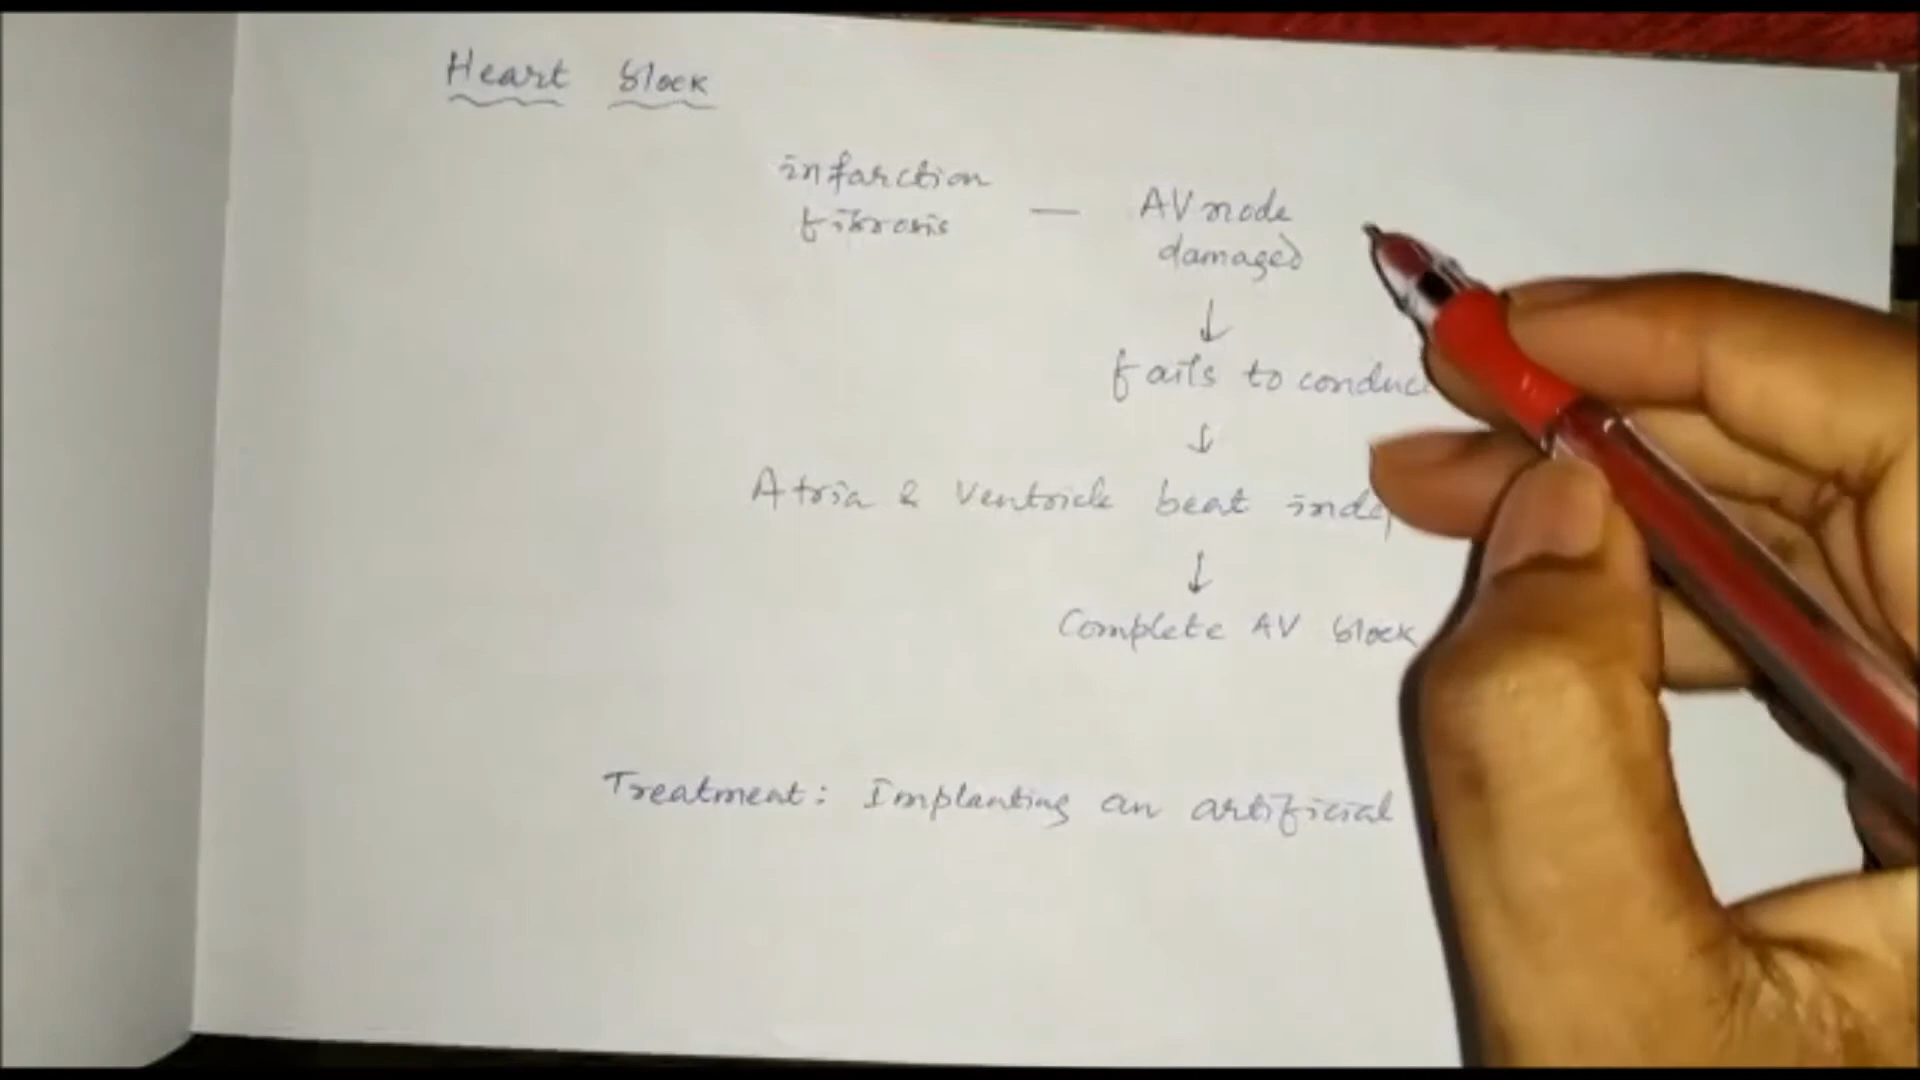 Heart block
infarction
fibrosis — AV node
damaged
↓
fails to conduc
↓
Atria & Ventricle beat indep
↓
Complete AV block
Treatment: Implanting an artificial